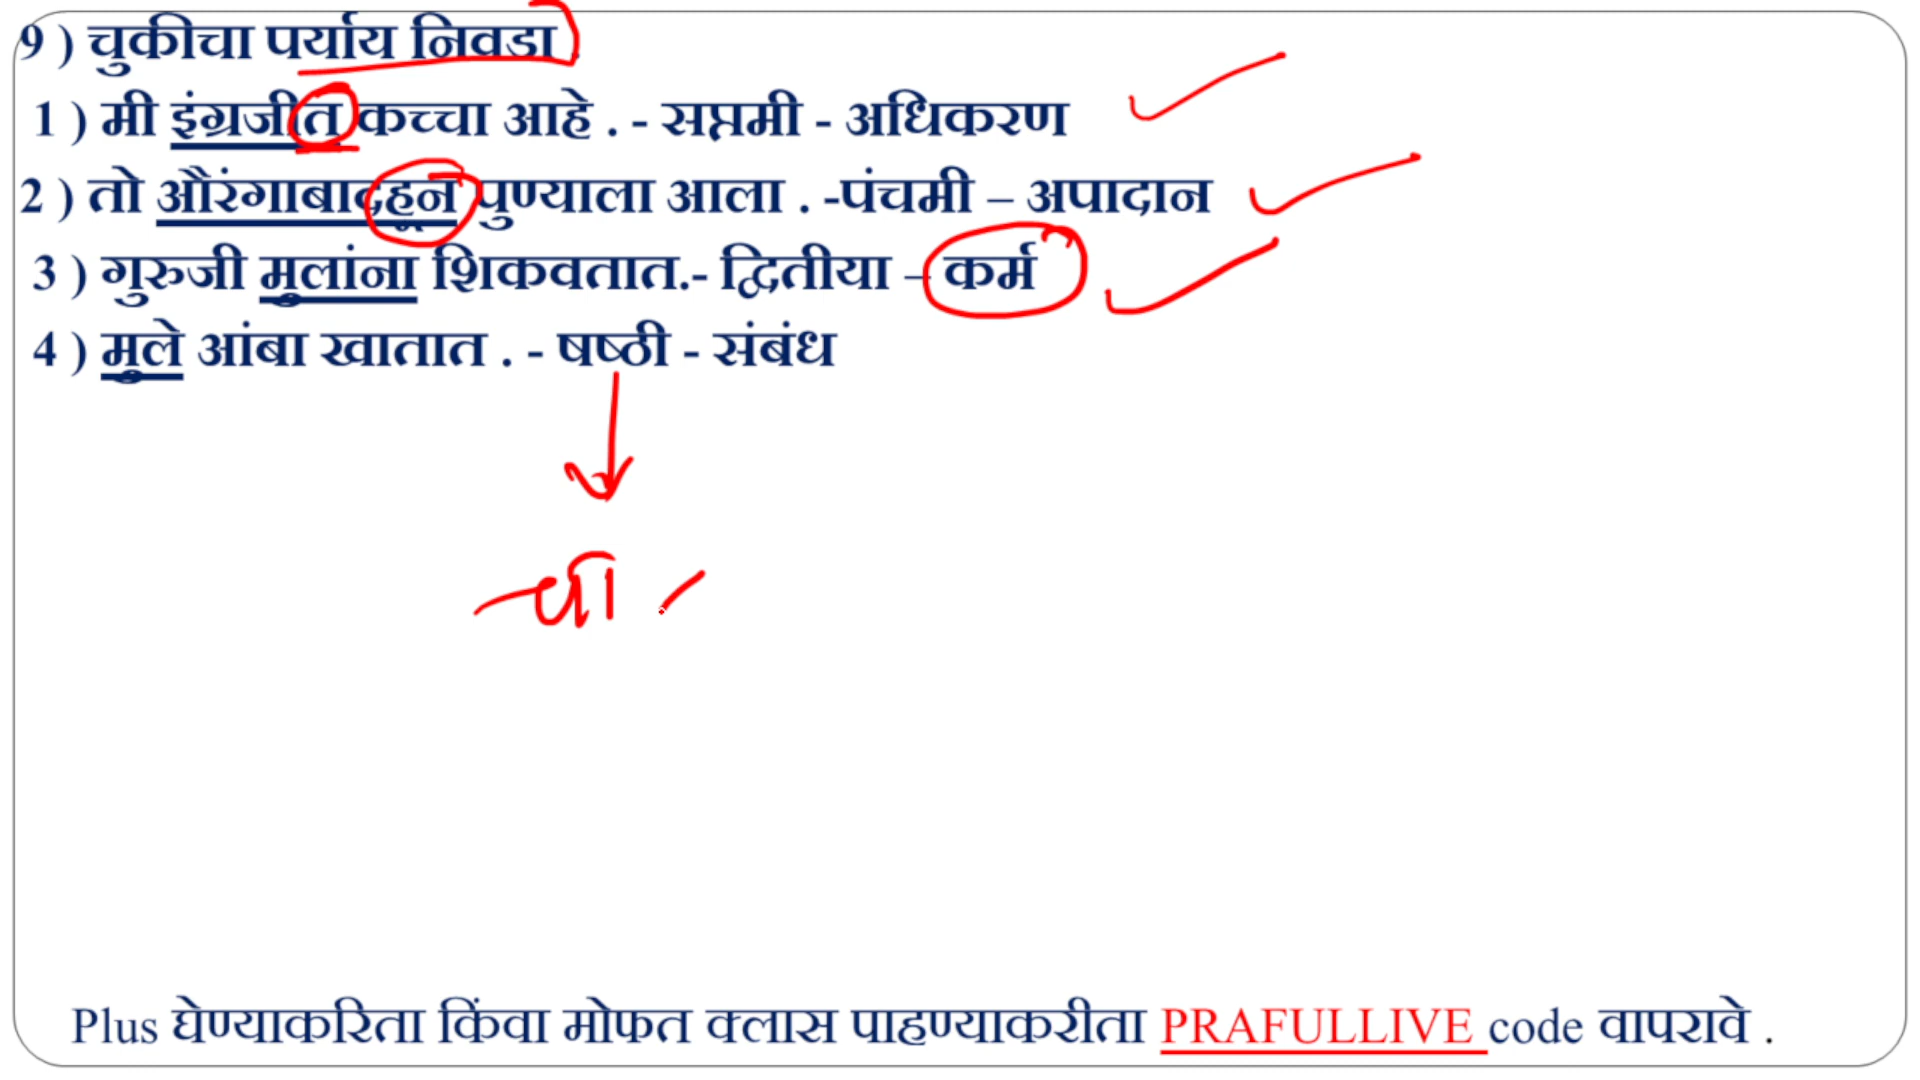 9 ) चुकीचा पर्याय निवडा
1 ) मी इंग्रजीत कच्चा आहे . - सप्तमी - अधिकरण
2 ) तो औरंगाबादहून पुण्याला आला . -पंचमी – अपादान
3 ) गुरुजी मुलांना शिकवतात.- द्वितीया – कर्म
4 ) मुले आंबा खातात . - षष्ठी - संबंध
Plus घेण्याकरिता किंवा मोफत क्लास पाहण्याकरीता PRAFULLIVE code वापरावे .